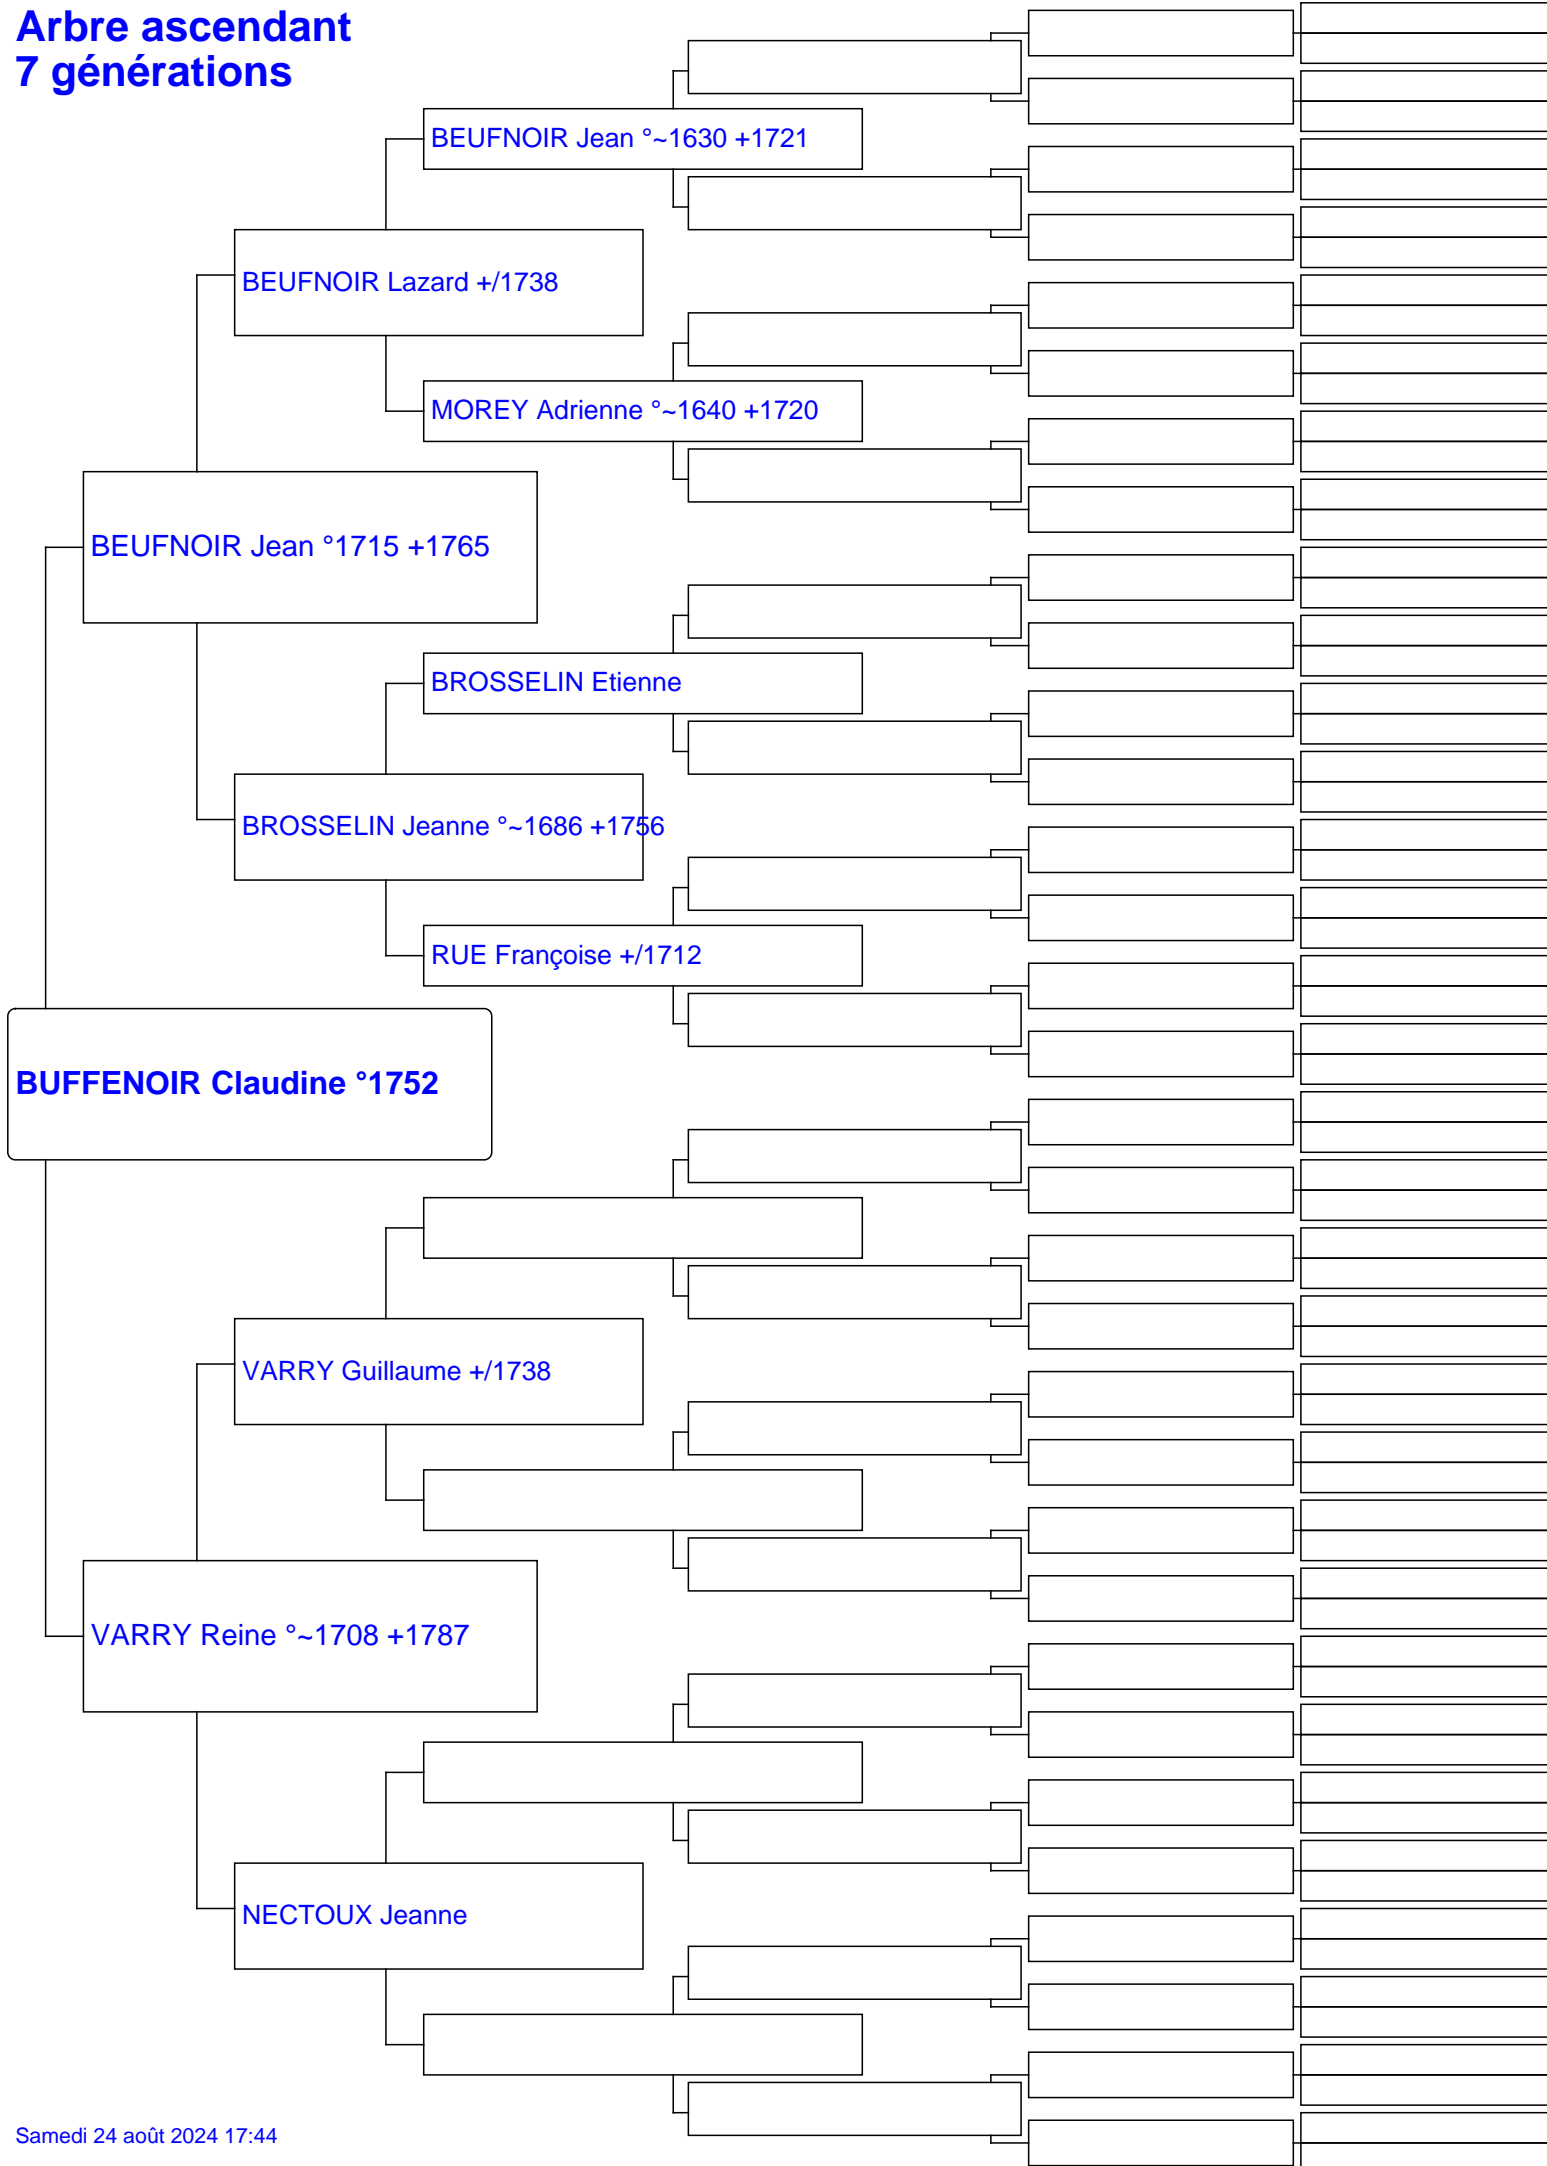 Arbre ascendant
7 générations
BEUFNOIR Jean °~1630 +1721
BEUFNOIR Lazard +/1738
MOREY Adrienne °~1640 +1720
BEUFNOIR Jean °1715 +1765
BROSSELIN Etienne
BROSSELIN Jeanne °~1686 +1756
RUE Françoise +/1712
BUFFENOIR Claudine °1752
VARRY Guillaume +/1738
VARRY Reine °~1708 +1787
NECTOUX Jeanne
Samedi 24 août 2024 17:44